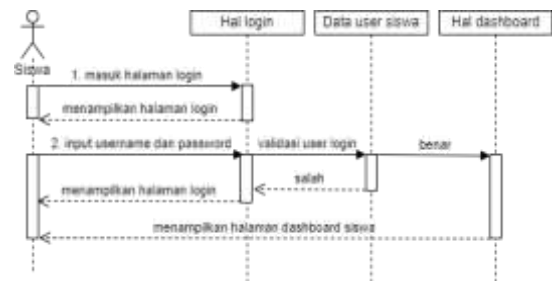 Hal login
Data user siswa
Hal dashboard
Siswa
1. masuk halaman login
menampilkan halaman login
2. input username dan password
validasi user login
benar
salah
menampilkan halaman login
menampilkan halaman dashboard siswa